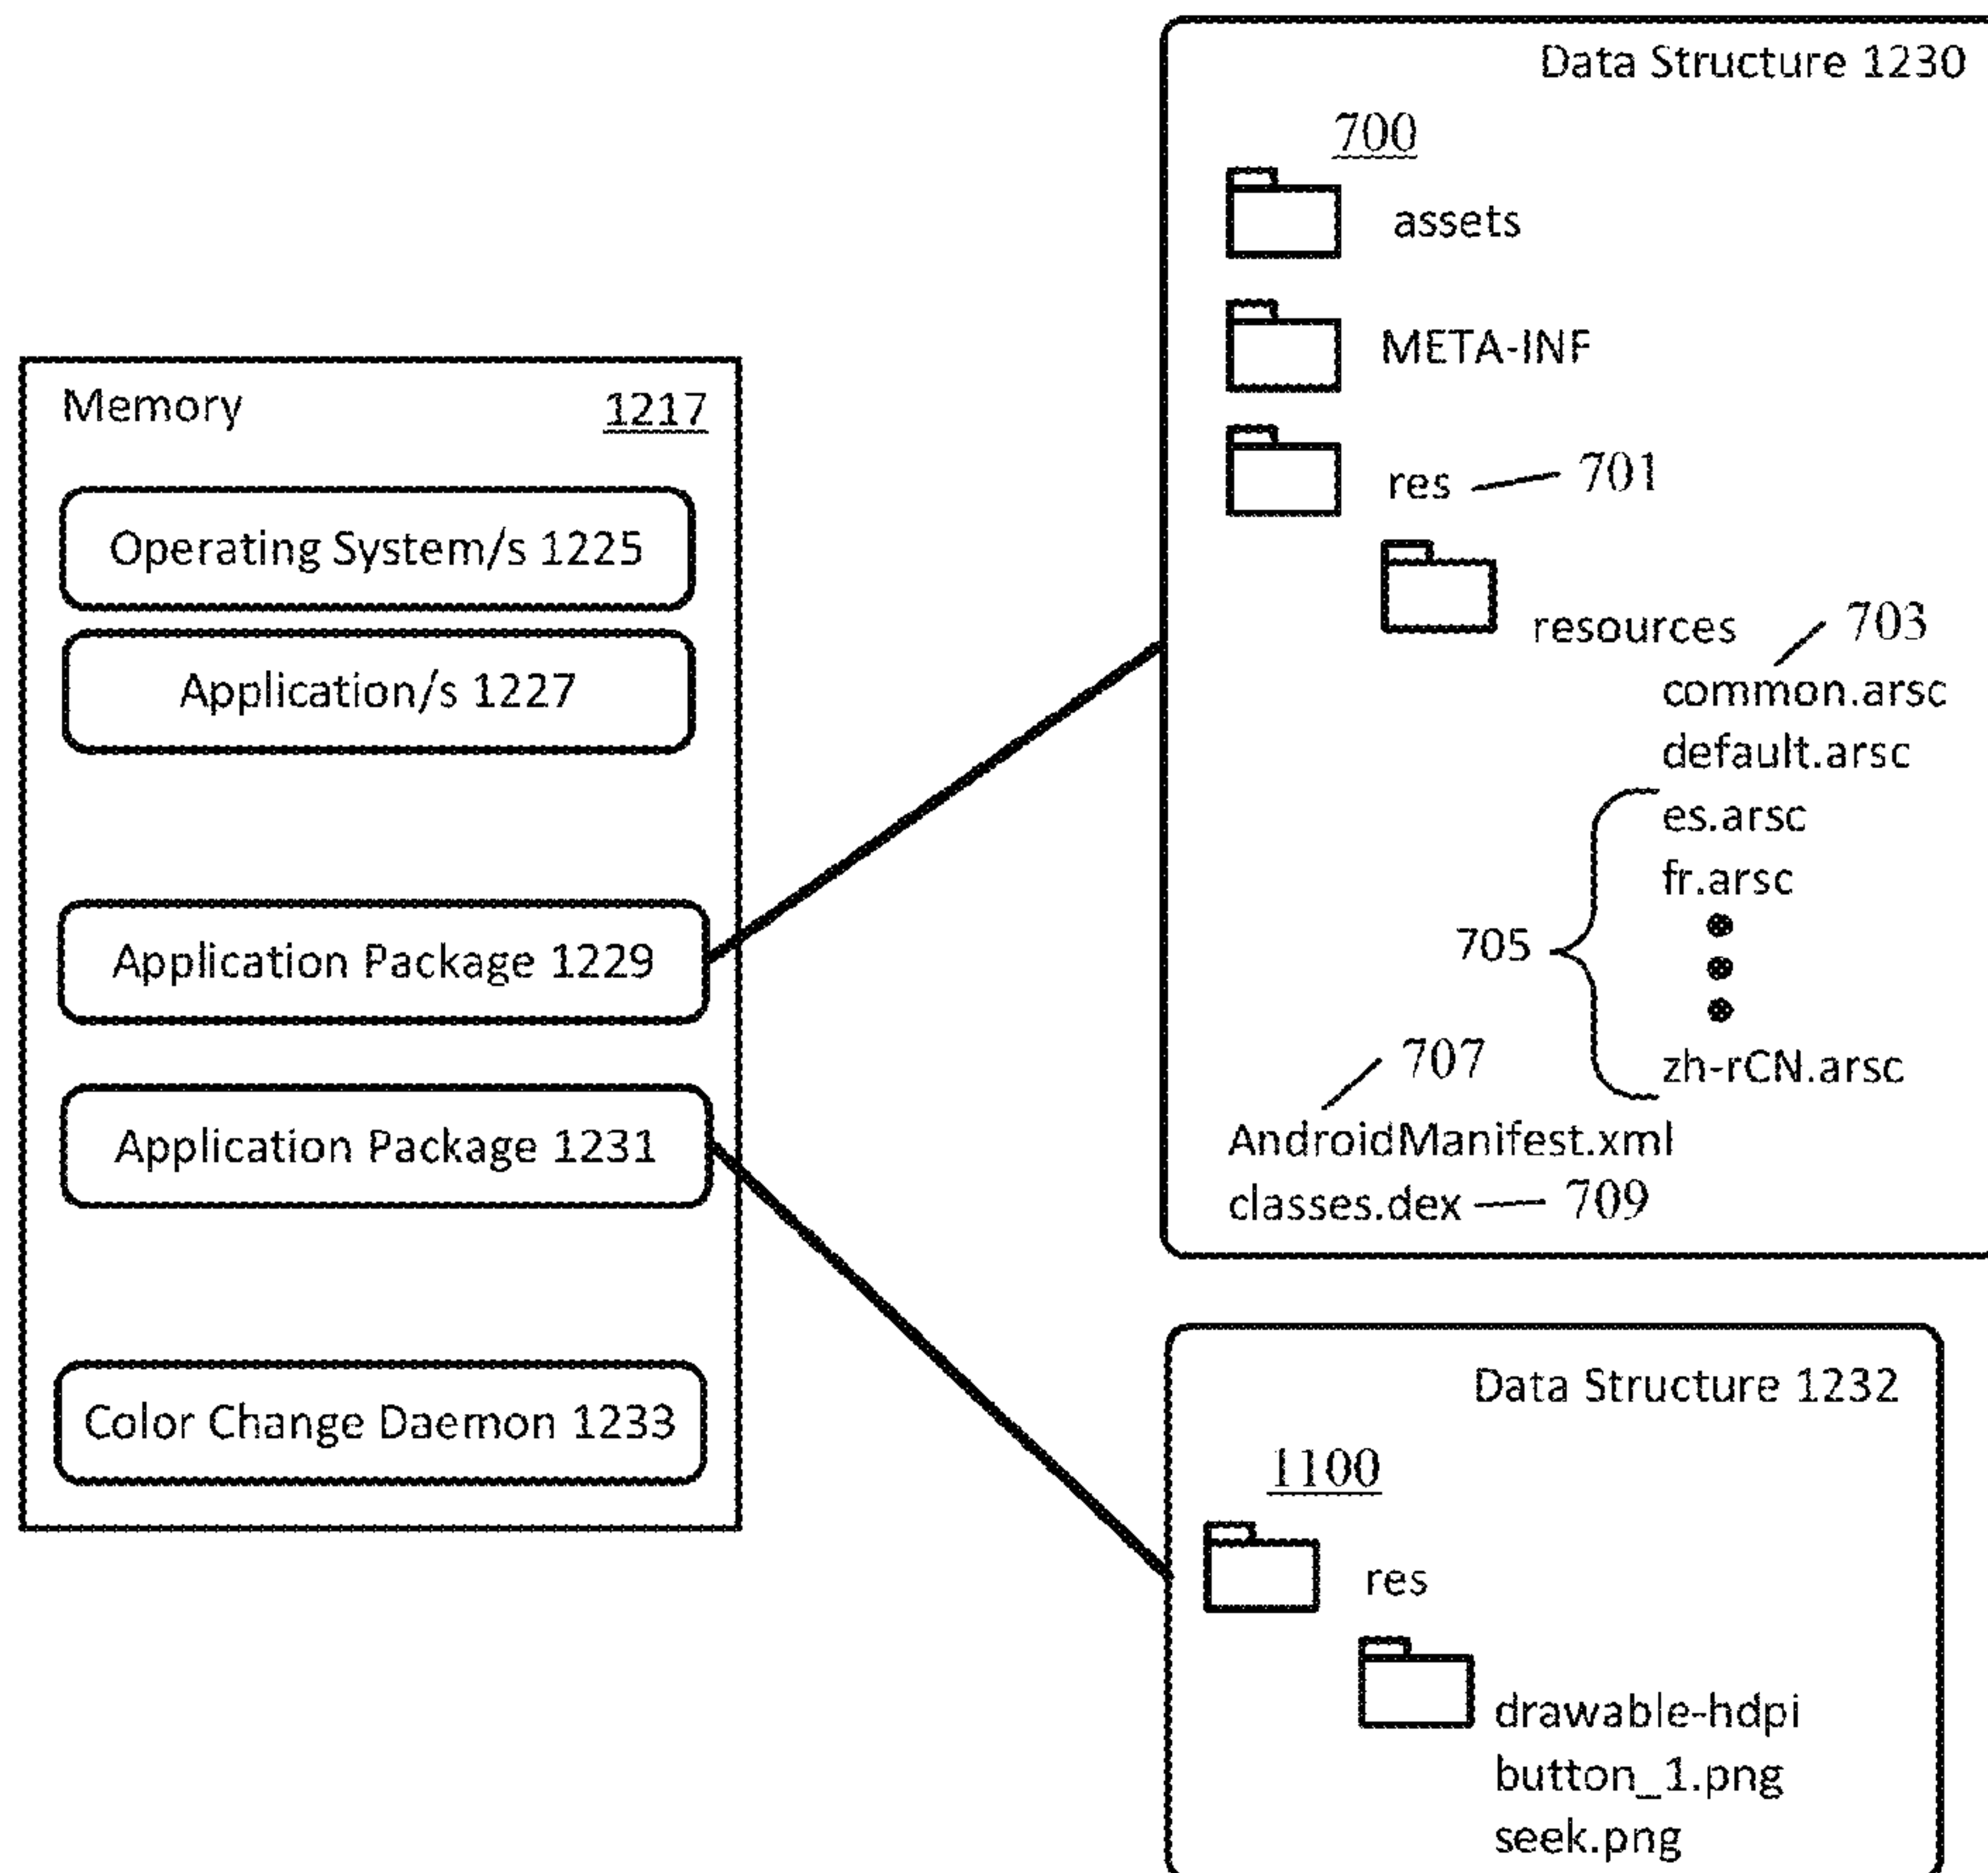 Memory 1217
Operating System/s 1225
Application/s 1227
Application Package 1229
Application Package 1231
Color Change Daemon 1233
Data Structure 1230
700
assets
META-INF
res 701
resources
703
common.arsc
default.arsc
es.arsc
fr.arsc
705
zh-rCN.arsc
707
AndroidManifest.xml
classes.dex 709
Data Structure 1232
1100
res
drawable-hdpi
button_1.png
seek.png